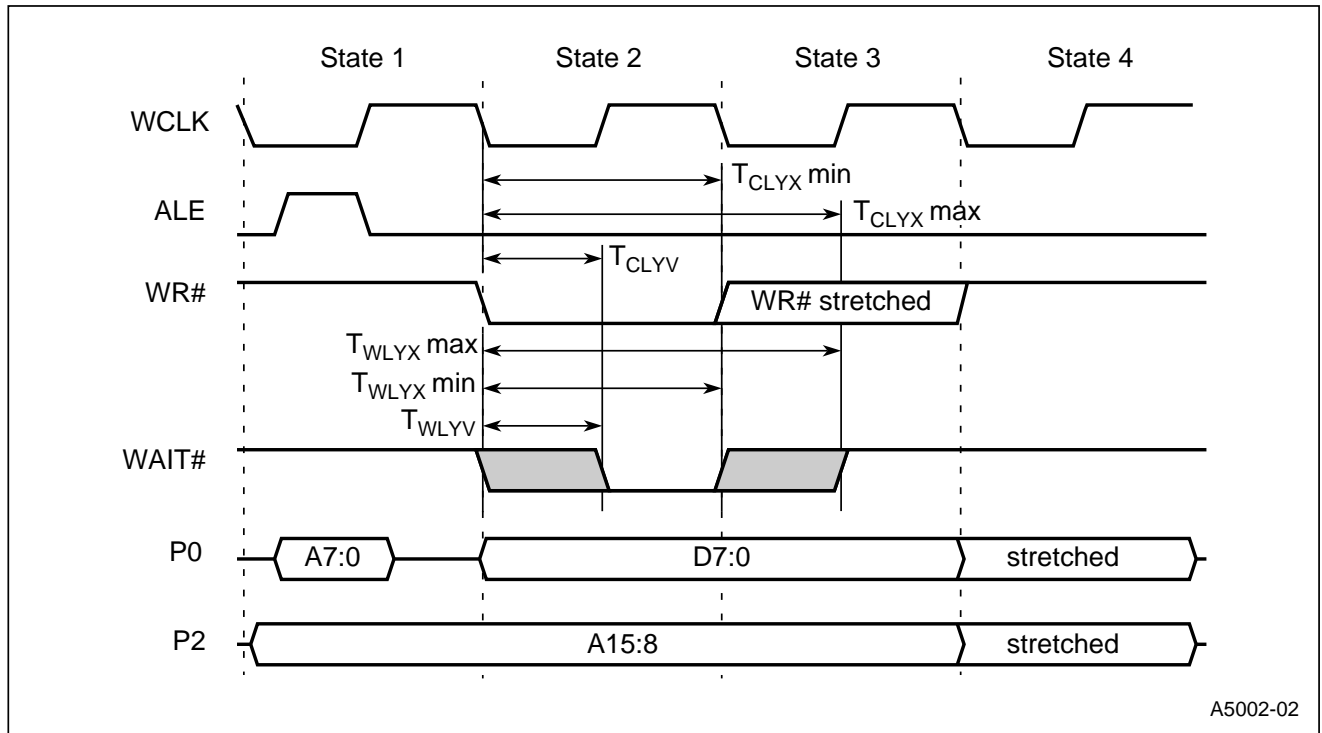 State 1 State 2 State 3 State 4
WCLK
T_CLYX min
ALE
T_CLYX max
T_CLYV
WR#
WR# stretched
T_WLYX max
T_WLYX min
T_WLYV
WAIT#
P0 A7:0 D7:0 stretched
P2 A15:8 stretched
A5002-02